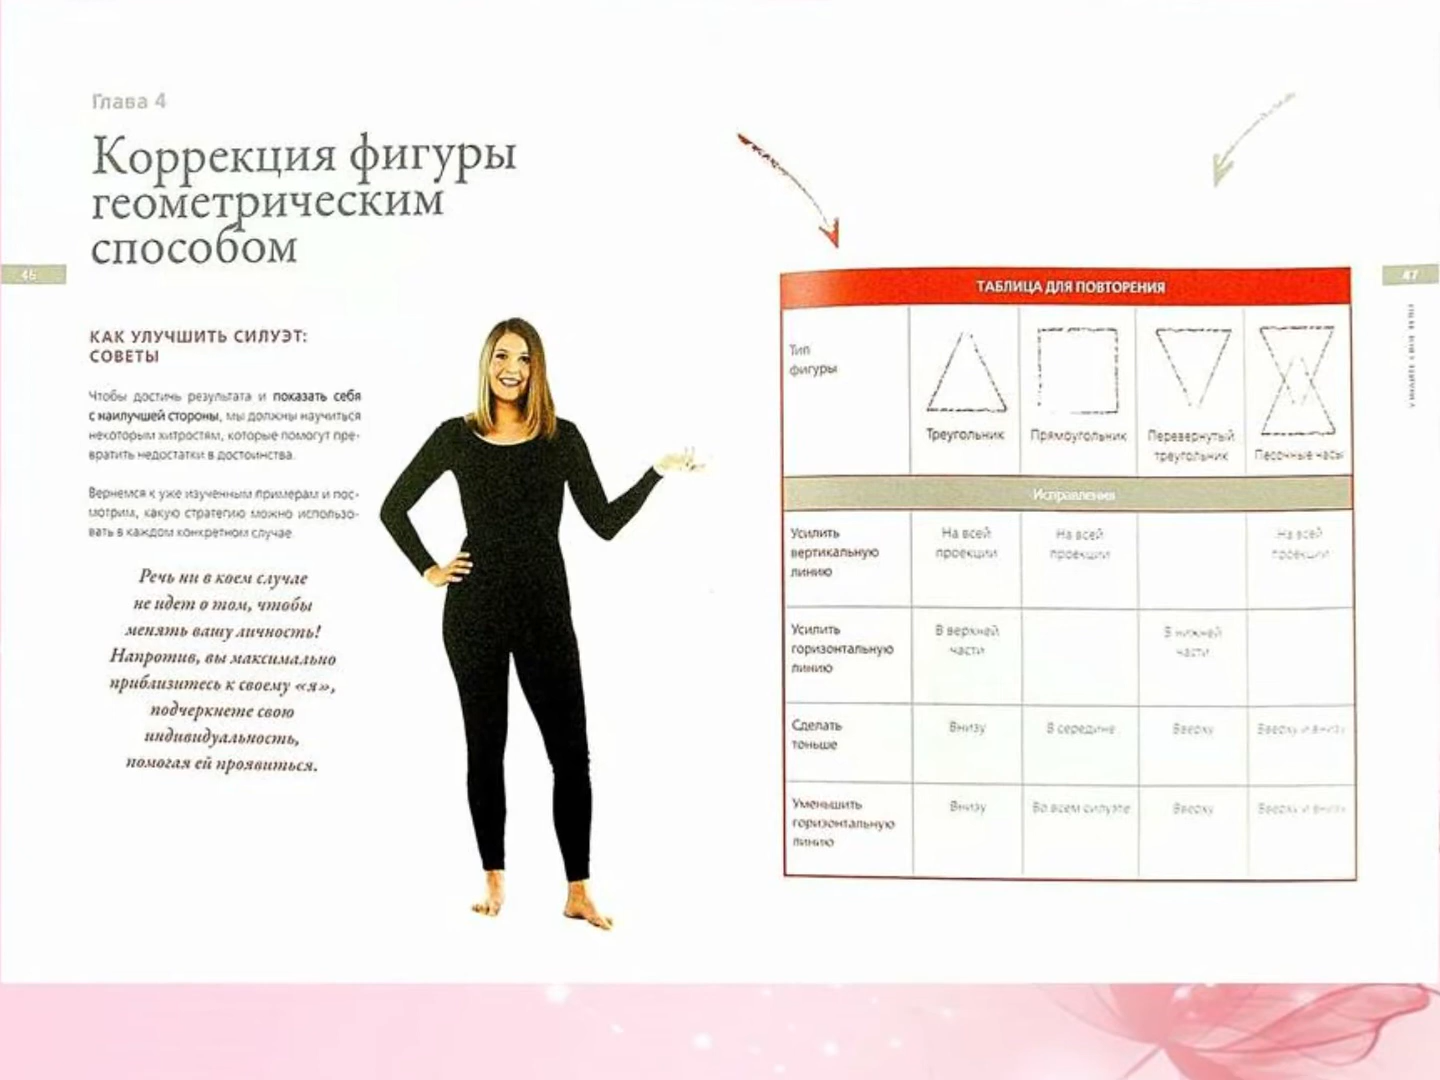 Глава 4
Коррекция фигуры
геометрическим
способом
46
КАК УЛУЧШИТЬ СИЛУЭТ:
СОВЕТЫ
Чтобы достичь результата и показать себя
с наилучшей стороны, мы должны научиться
некоторым хитростям, которые помогут пре-
вратить недостатки в достоинства.
Вернемся к уже изученным примерам и пос-
мотрим, какую стратегию можно использо-
вать в каждом конкретном случае.
Речь ни в коем случае
не идет о том, чтобы
менять вашу личность!
Напротив, вы максимально
приблизитесь к своему «я»,
подчеркнете свою
индивидуальность,
помогая ей проявиться.
47
ТАБЛИЦА ДЛЯ ПОВТОРЕНИЯ
Тип
фигуры
Треугольник
Прямоугольник
Перевернутый
треугольник
Песочные часы
Исправления
Усилить
вертикальную
линию
На всей
проекции
На всей
проекции
На всей
проекции
Усилить
горизонтальную
линию
В верхней
части
В нижней
части
Сделать
тоньше
Внизу
В середине
Вверху
Вверху и внизу
Уменьшить
горизонтальную
линию
Внизу
Во всем силуэте
Вверху
Вверху и внизу